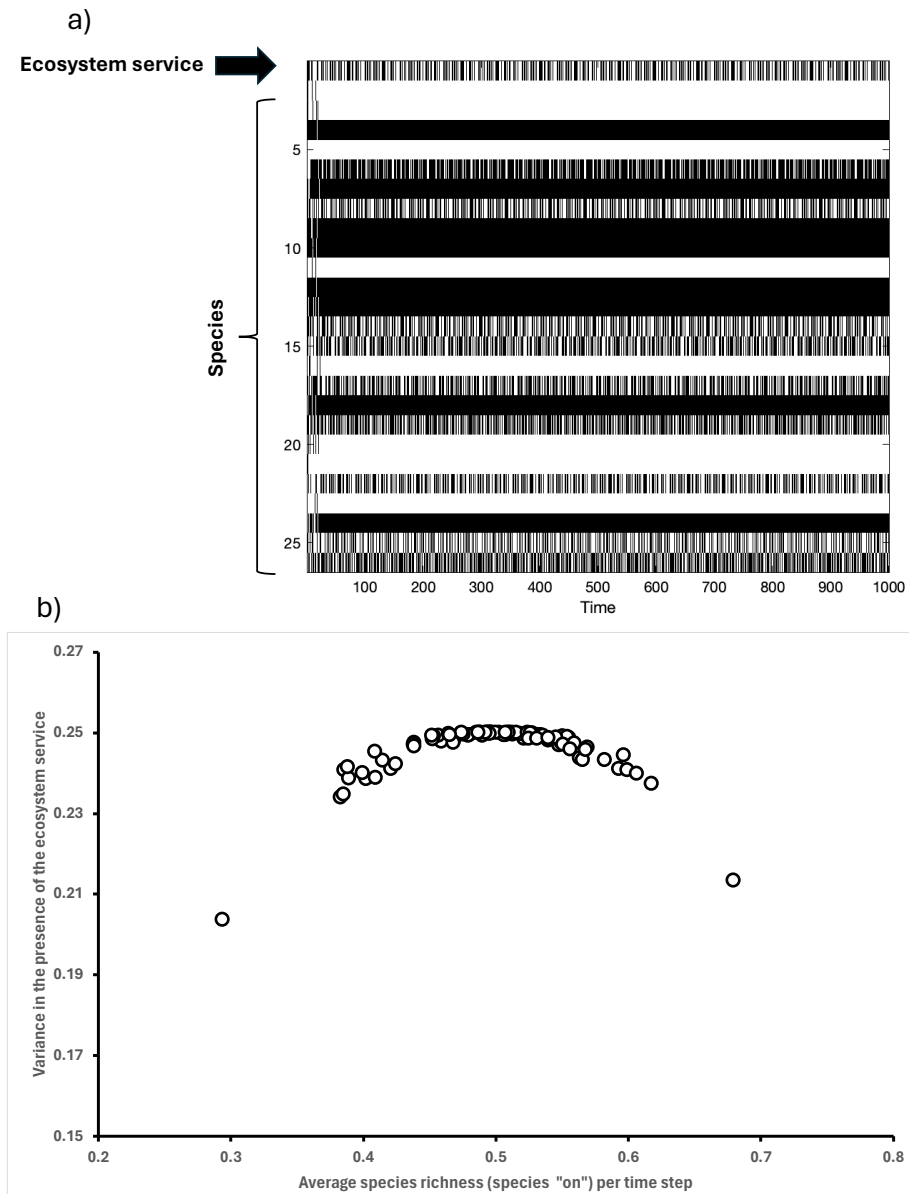 a)
Ecosystem service
Species
5
10
15
20
25
100 200 300 400 500 600 700 800 900 1000
Time
b)
Variance in the presence of the ecosystem service
0.27
0.25
0.23
0.21
0.19
0.17
0.15
0.2 0.3 0.4 0.5 0.6 0.7 0.8
Average species richness (species "on") per time step